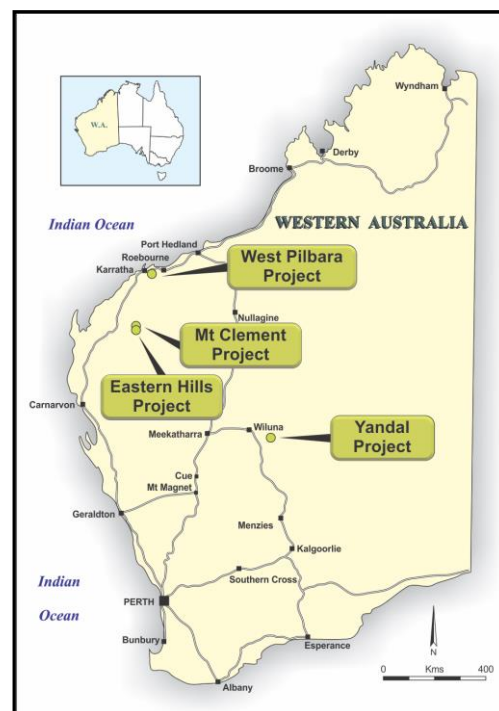 W.A.
Wyndham
Derby
Broome
Indian Ocean
WESTERN AUSTRALIA
Port Hedland
Roebourne
Karratha
West Pilbara
Project
Nullagine
Mt Clement
Project
Eastern Hills
Project
Carnarvon
Meekatharra
Wiluna
Yandal
Project
Cue
Mt Magnet
Geraldton
Menzies
Kalgoorlie
Southern Cross
Indian
Ocean
PERTH
Bunbury
Esperance
Albany
N
0 Kms 400